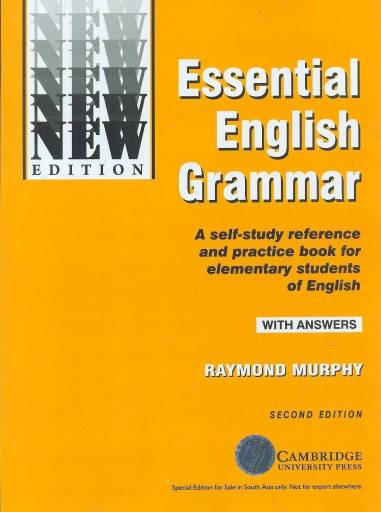 NEW
NEW
NEW
NEW
NEW
EDITION
Essential
English
Grammar
A self-study reference
and practice book for
elementary students
of English
WITH ANSWERS
RAYMOND MURPHY
SECOND EDITION
CAMBRIDGE
UNIVERSITY PRESS
Special Edition for Sale in South Asia only. Not for export elsewhere.